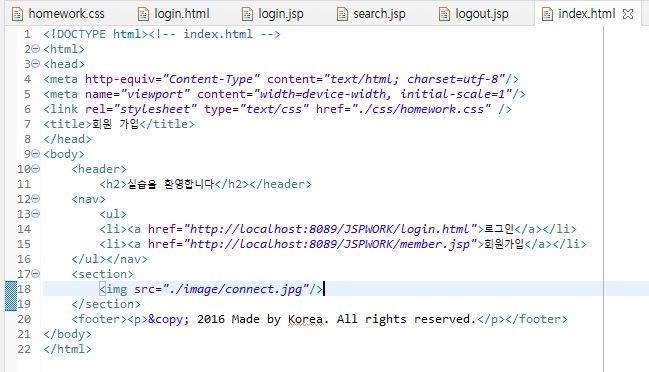 homework.css login.html login.jsp search.jsp logout.jsp index.html
1 <!DOCTYPE html><!-- index.html -->
2 <html>
3 <head>
4 <meta http-equiv="Content-Type" content="text/html; charset=utf-8"/>
5 <meta name="viewport" content="width=device-width, initial-scale=1"/>
6 <link rel="stylesheet" type="text/css" href="./css/homework.css" />
7 <title>회원 가입</title>
8 </head>
9 <body>
10 <header>
11 <h2>실습을 환영합니다</h2></header>
12 <nav>
13 <ul>
14 <li><a href="http://localhost:8089/JSPWORK/login.html">로그인</a></li>
15 <li><a href="http://localhost:8089/JSPWORK/member.jsp">회원가입</a></li>
16 </ul></nav>
17 <section>
18 <img src="./image/connect.jpg"/>
19 </section>
20 <footer><p>&copy; 2016 Made by Korea. All rights reserved.</p></footer>
21 </body>
22 </html>